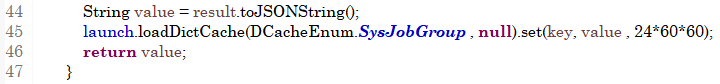 44 String value = result.toJSONString();
45 launch.loadDictCache(DCacheEnum.SysJobGroup , null).set(key, value , 24*60*60);
46 return value;
47 }